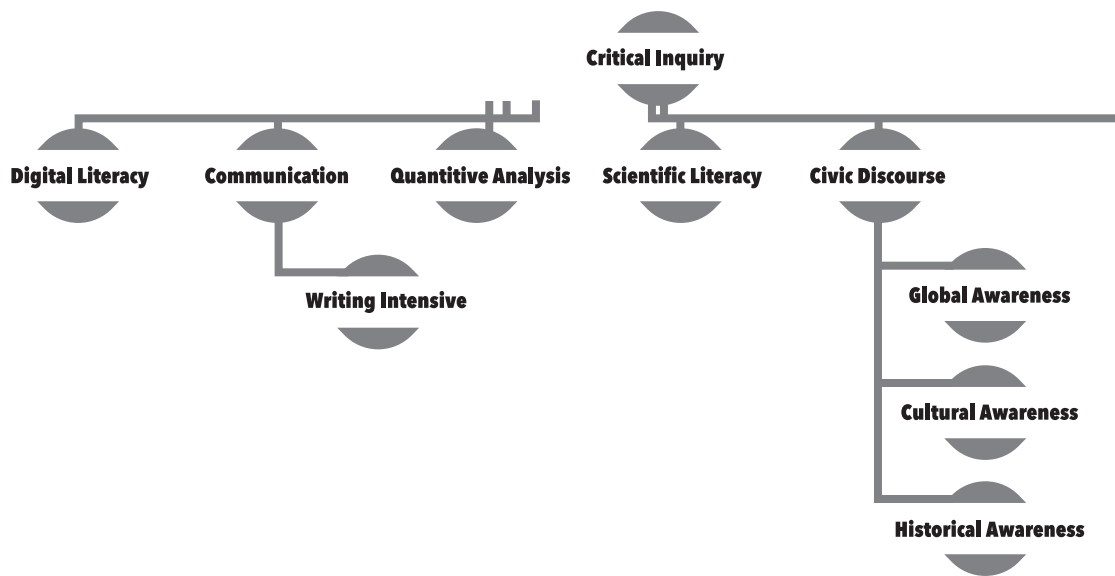 Critical Inquiry
Digital Literacy
Communication
Quantitive Analysis
Scientific Literacy
Civic Discourse
Writing Intensive
Global Awareness
Cultural Awareness
Historical Awareness